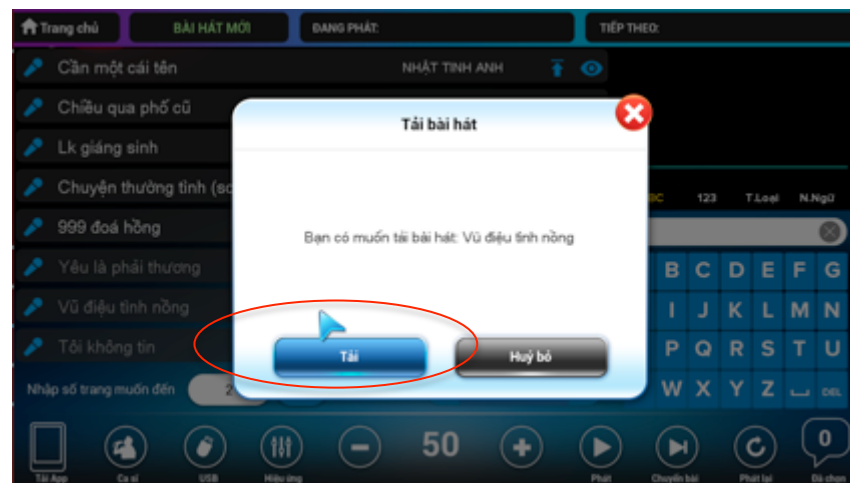 Trang chủ
BÀI HÁT MỚI
ĐANG PHÁT:
TIẾP THEO:
Cần một cái tên
NHẬT TINH ANH
Chiều qua phố cũ
Lk giáng sinh
Chuyện thường tình (so
999 đoá hồng
Yêu là phải thương
Vũ điệu tình nồng
Tôi không tin
Nhập số trang muốn đến
2
Tải bài hát
Bạn có muốn tải bài hát: Vũ điệu tình nồng
Tải
Huỷ bỏ
BC
123
T.Loại
N.Ngữ
B C D E F G
I J K L M N
P Q R S T U
W X Y Z DEL
50
0
Tải App
Ca sĩ
USB
Hiệu ứng
Phát
Chuyển bài
Phát lại
Đã chọn